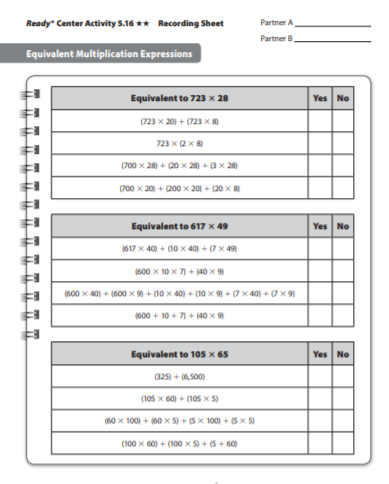 Ready® Center Activity 5.16 ★★ Recording Sheet
Partner A
Partner B
Equivalent Multiplication Expressions
Equivalent to 723 × 28 Yes No
(723 × 20) + (723 × 8)
723 × (2 × 8)
(700 × 28) + (20 × 28) + (3 × 28)
(700 × 20) + (200 × 20) + (20 × 8)
Equivalent to 617 × 49 Yes No
(617 × 40) + (10 × 40) + (7 × 49)
(600 × 10 × 7) + (40 × 9)
(600 × 40) + (600 × 9) + (10 × 40) + (10 × 9) + (7 × 40) + (7 × 9)
(600 + 10 + 7) + (40 × 9)
Equivalent to 105 × 65 Yes No
(325) + (6,500)
(105 × 60) + (105 × 5)
(60 × 100) + (60 × 5) + (5 × 100) + (5 × 5)
(100 × 60) + (100 × 5) + (5 + 60)